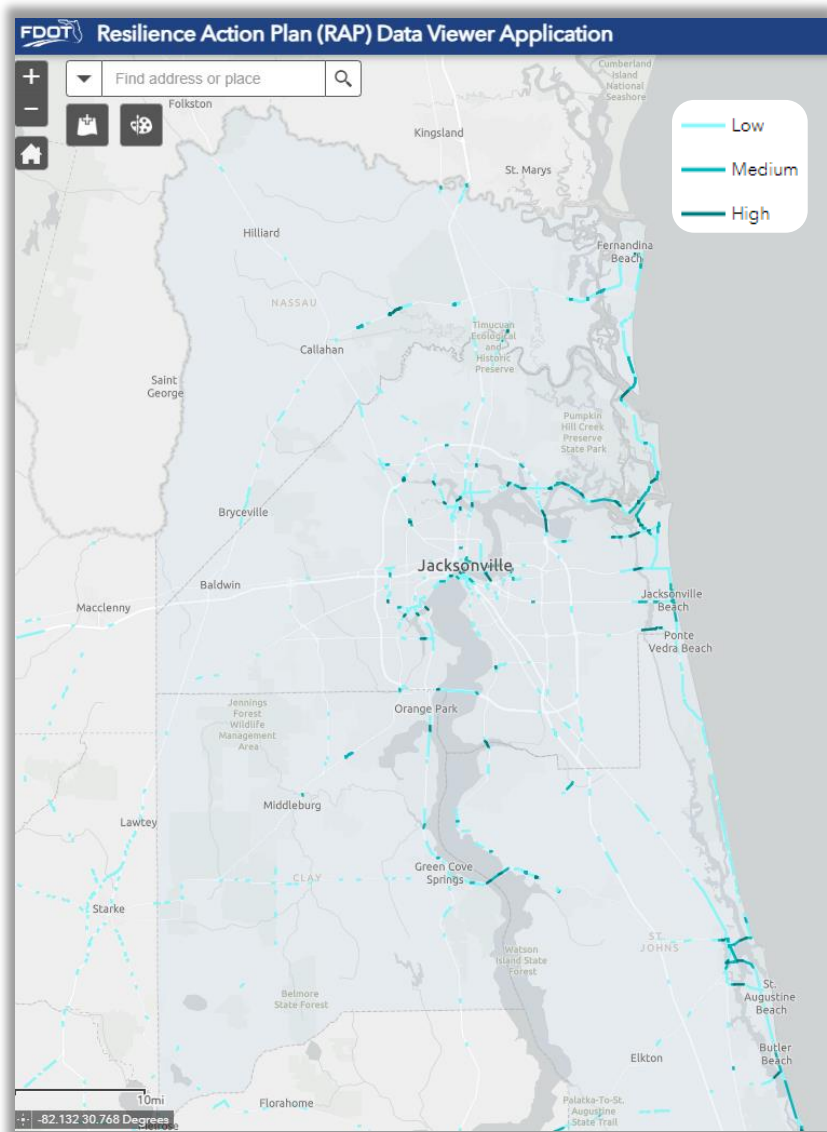 FDOT Resilience Action Plan (RAP) Data Viewer Application
+
Find address or place
−
Cumberland
Island
National
Seashore
Folkston
Kingsland
Low
St. Marys
Medium
High
Hilliard
Fernandina
Beach
NASSAU
Timucuan
Ecological
and
Historic
Preserve
Callahan
Saint
George
Pumpkin
Hill Creek
Preserve
State Park
Bryceville
Jacksonville
Baldwin
Macclenny
Jacksonville
Beach
Ponte
Vedra Beach
Jennings
Forest
Wildlife
Management
Area
Orange Park
Middleburg
Lawtey
Green Cove
Springs
CLAY
Starke
ST.
JOHNS
Watson
Island State
Forest
St.
Augustine
Beach
Belmore
State Forest
Butler
Beach
Elkton
10mi
Florahome
Palatka-To-St.
Augustine
State Trail
-82.132 30.768 Degrees
Melrose